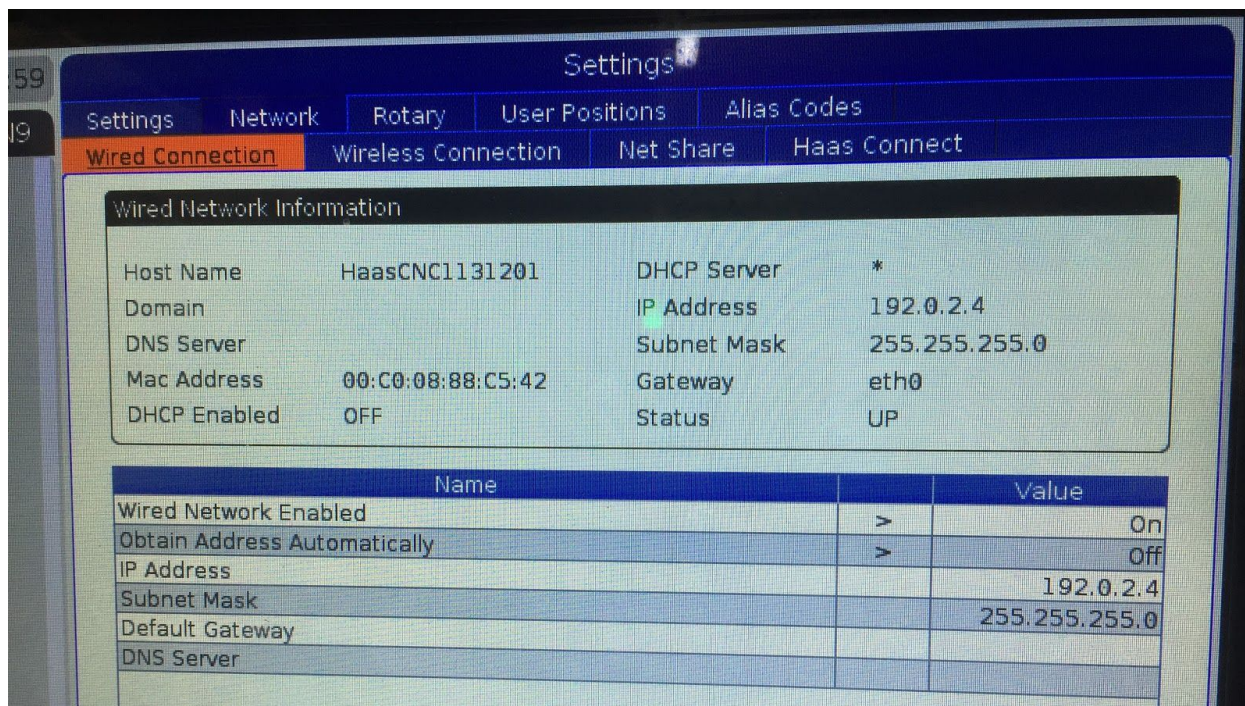 :59
Settings
Settings Network Rotary User Positions Alias Codes
Wired Connection Wireless Connection Net Share Haas Connect
Wired Network Information
Host Name HaasCNC1131201 DHCP Server *
Domain IP Address 192.0.2.4
DNS Server Subnet Mask 255.255.255.0
Mac Address 00:C0:08:88:C5:42 Gateway eth0
DHCP Enabled OFF Status UP
Name Value
Wired Network Enabled > On
Obtain Address Automatically > Off
IP Address 192.0.2.4
Subnet Mask 255.255.255.0
Default Gateway
DNS Server